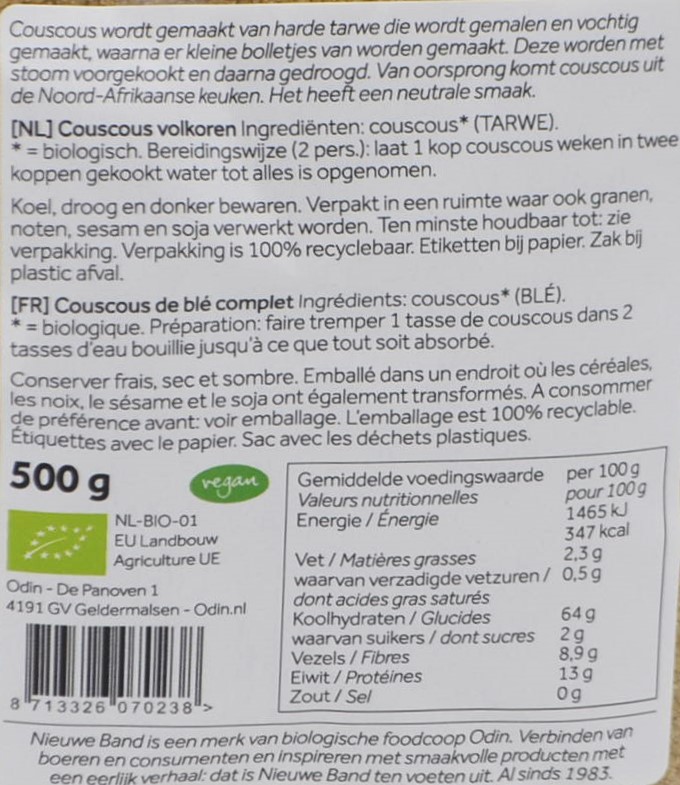 Couscous wordt gemaakt van harde tarwe die wordt gemalen en vochtig
gemaakt, waarna er kleine bolletjes van worden gemaakt. Deze worden met
stoom voorgekookt en daarna gedroogd. Van oorsprong komt couscous uit
de Noord-Afrikaanse keuken. Het heeft een neutrale smaak.
[NL] Couscous volkoren Ingrediënten: couscous* (TARWE).
* = biologisch. Bereidingswijze (2 pers.): laat 1 kop couscous weken in twee
koppen gekookt water tot alles is opgenomen.
Koel, droog en donker bewaren. Verpakt in een ruimte waar ook granen,
noten, sesam en soja verwerkt worden. Ten minste houdbaar tot: zie
verpakking. Verpakking is 100% recyclebaar. Etiketten bij papier. Zak bij
plastic afval.
[FR] Couscous de blé complet Ingrédients: couscous* (BLÉ).
* = biologique. Préparation: faire tremper 1 tasse de couscous dans 2
tasses d'eau bouillie jusqu'à ce que tout soit absorbé.
Conserver frais, sec et sombre. Emballé dans un endroit où les céréales,
les noix, le sésame et le soja ont également transformés. A consommer
de préférence avant: voir emballage. L'emballage est 100% recyclable.
Étiquettes avec le papier. Sac avec les déchets plastiques.
500 g
vegan
NL-BIO-01
EU Landbouw
Agriculture UE
Odin - De Panoven 1
4191 GV Geldermalsen - Odin.nl
8 713326 070238 >
Gemiddelde voedingswaarde per 100 g
Valeurs nutritionnelles pour 100 g
Energie / Énergie 1465 kJ
347 kcal
Vet / Matières grasses 2,3 g
waarvan verzadigde vetzuren / 0,5 g
dont acides gras saturés
Koolhydraten / Glucides 64 g
waarvan suikers / dont sucres 2 g
Vezels / Fibres 8,9 g
Eiwit / Protéines 13 g
Zout / Sel 0 g
Nieuwe Band is een merk van biologische foodcoop Odin. Verbinden van
boeren en consumenten en inspireren met smaakvolle producten met
een eerlijk verhaal: dat is Nieuwe Band ten voeten uit. Al sinds 1983.